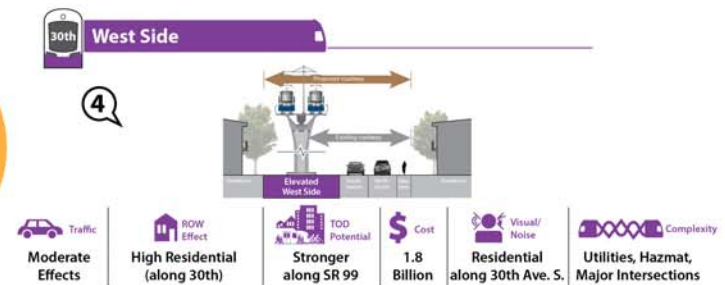 30th
West Side
4
Proposed roadway
Existing roadway
Elevated
West Side
Traffic
Moderate
Effects
ROW
Effect
High Residential
(along 30th)
TOD
Potential
Stronger
along SR 99
$ Cost
1.8
Billion
Visual/
Noise
Residential
along 30th Ave. S.
Complexity
Utilities, Hazmat,
Major Intersections